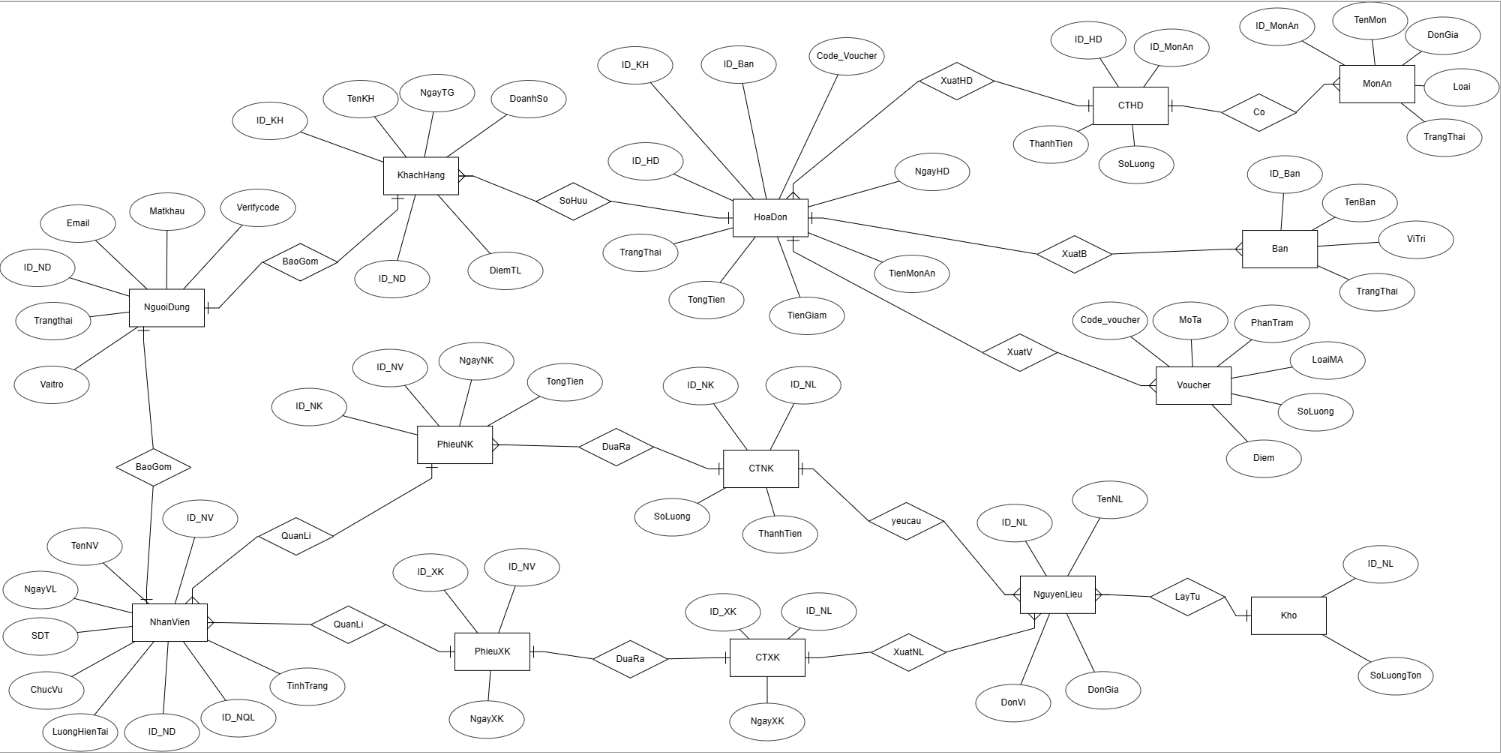 ID_MonAn
TenMon
DonGia
Loai
TrangThai
MonAn
ID_HD
ID_MonAn
CTHD
ThanhTien
SoLuong
Co
XuatHD
ID_KH
ID_Ban
Code_Voucher
ID_HD
NgayHD
HoaDon
TrangThai
TongTien
TienGiam
TienMonAn
SoHuu
ID_KH
TenKH
NgayTG
DoanhSo
KhachHang
ID_ND
DiemTL
ID_Ban
TenBan
ViTri
TrangThai
Ban
XuatB
XuatV
Code_voucher
MoTa
PhanTram
LoaiMA
SoLuong
Diem
Voucher
Email
Matkhau
Verifycode
ID_ND
Trangthai
Vaitro
NguoiDung
BaoGom
BaoGom
ID_NK
ID_NV
NgayNK
TongTien
PhieuNK
DuaRa
ID_NK
ID_NL
CTNK
SoLuong
ThanhTien
yeucau
QuanLi
ID_NV
TenNV
NgayVL
SDT
ChucVu
LuongHienTai
ID_ND
ID_NQL
TinhTrang
NhanVien
QuanLi
ID_XK
ID_NV
PhieuXK
NgayXK
DuaRa
ID_XK
ID_NL
CTXK
NgayXK
XuatNL
ID_NL
TenNL
NguyenLieu
DonVi
DonGia
LayTu
ID_NL
Kho
SoLuongTon